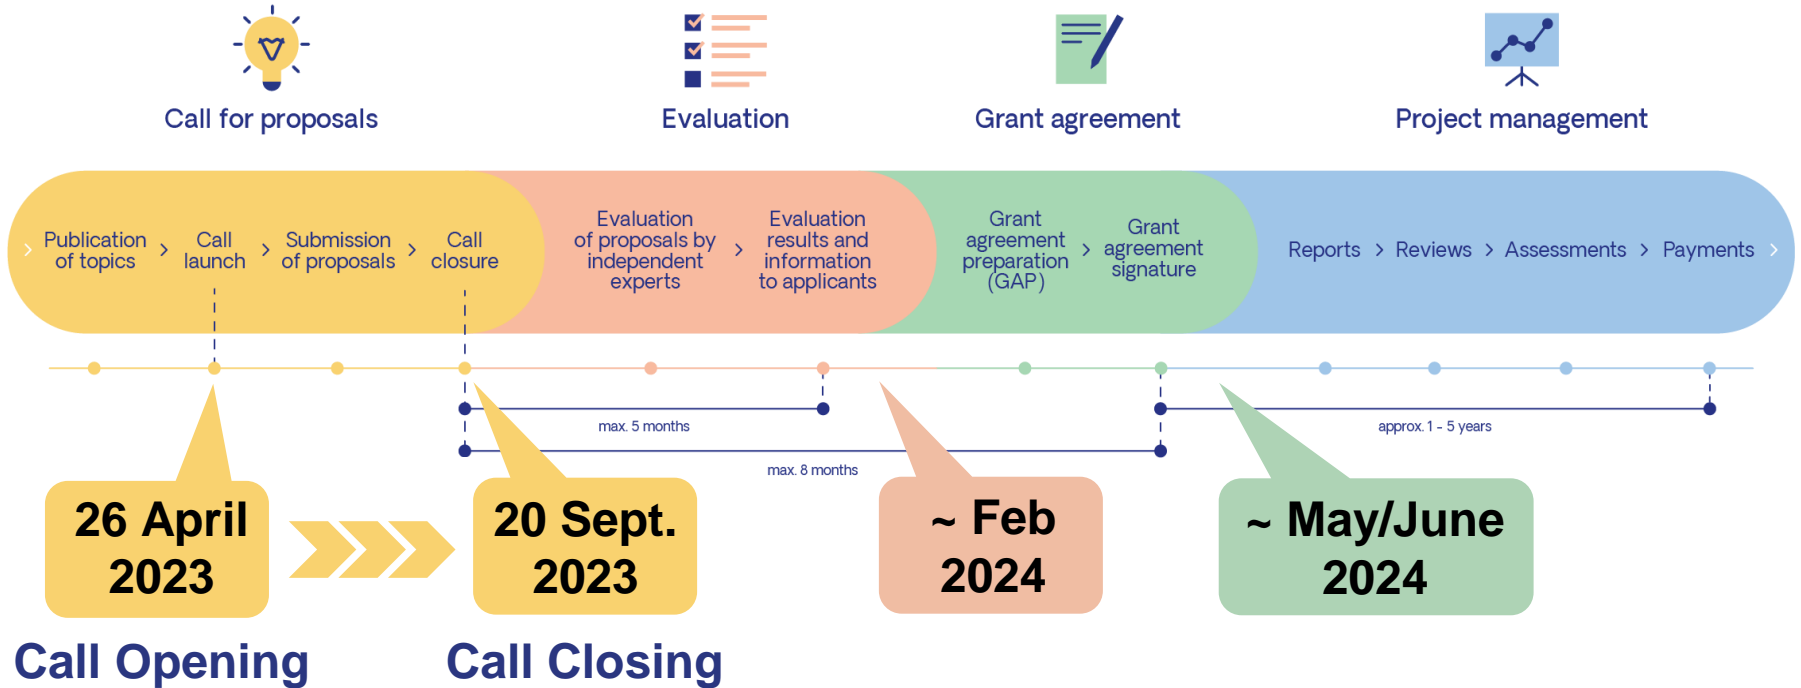 Call for proposals
Evaluation
Grant agreement
Project management
Publication
of topics
Call
launch
Submission
of proposals
Call
closure
Evaluation
of proposals by
independent
experts
Evaluation
results and
information
to applicants
Grant
agreement
preparation
(GAP)
Grant
agreement
signature
Reports
Reviews
Assessments
Payments
max. 5 months
approx. 1 - 5 years
max. 8 months
26 April
2023
20 Sept.
2023
~ Feb
2024
~ May/June
2024
Call Opening
Call Closing